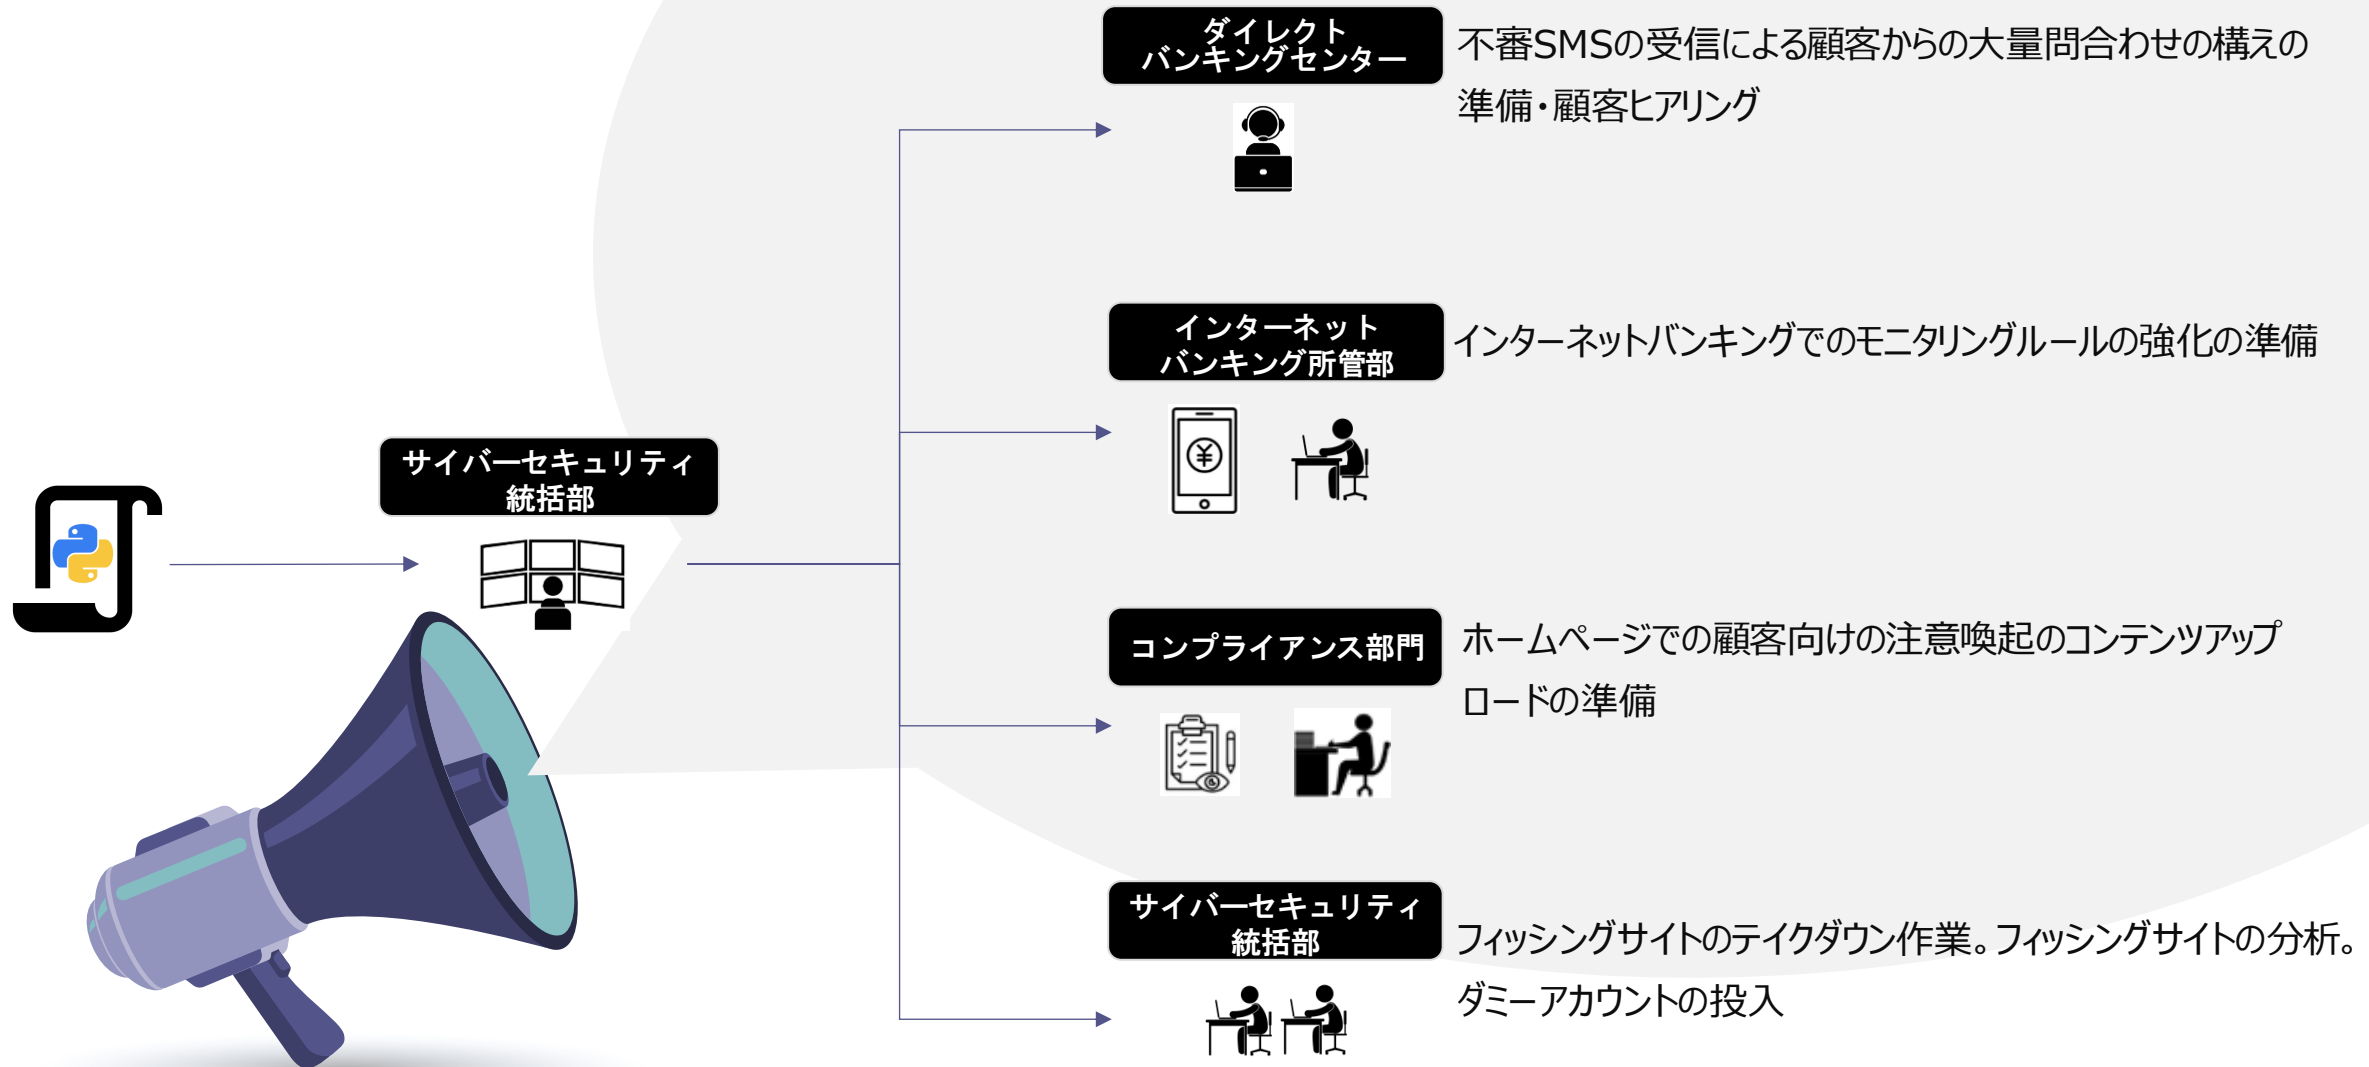 ダイレクト
バンキングセンター
不審SMSの受信による顧客からの大量問合わせの構えの
準備・顧客ヒアリング
インターネット
バンキング所管部
インターネットバンキングでのモニタリングルールの強化の準備
サイバーセキュリティ
統括部
コンプライアンス部門
ホームページでの顧客向けの注意喚起のコンテンツアップ
ロードの準備
サイバーセキュリティ
統括部
フィッシングサイトのテイクダウン作業。フィッシングサイトの分析。
ダミーアカウントの投入